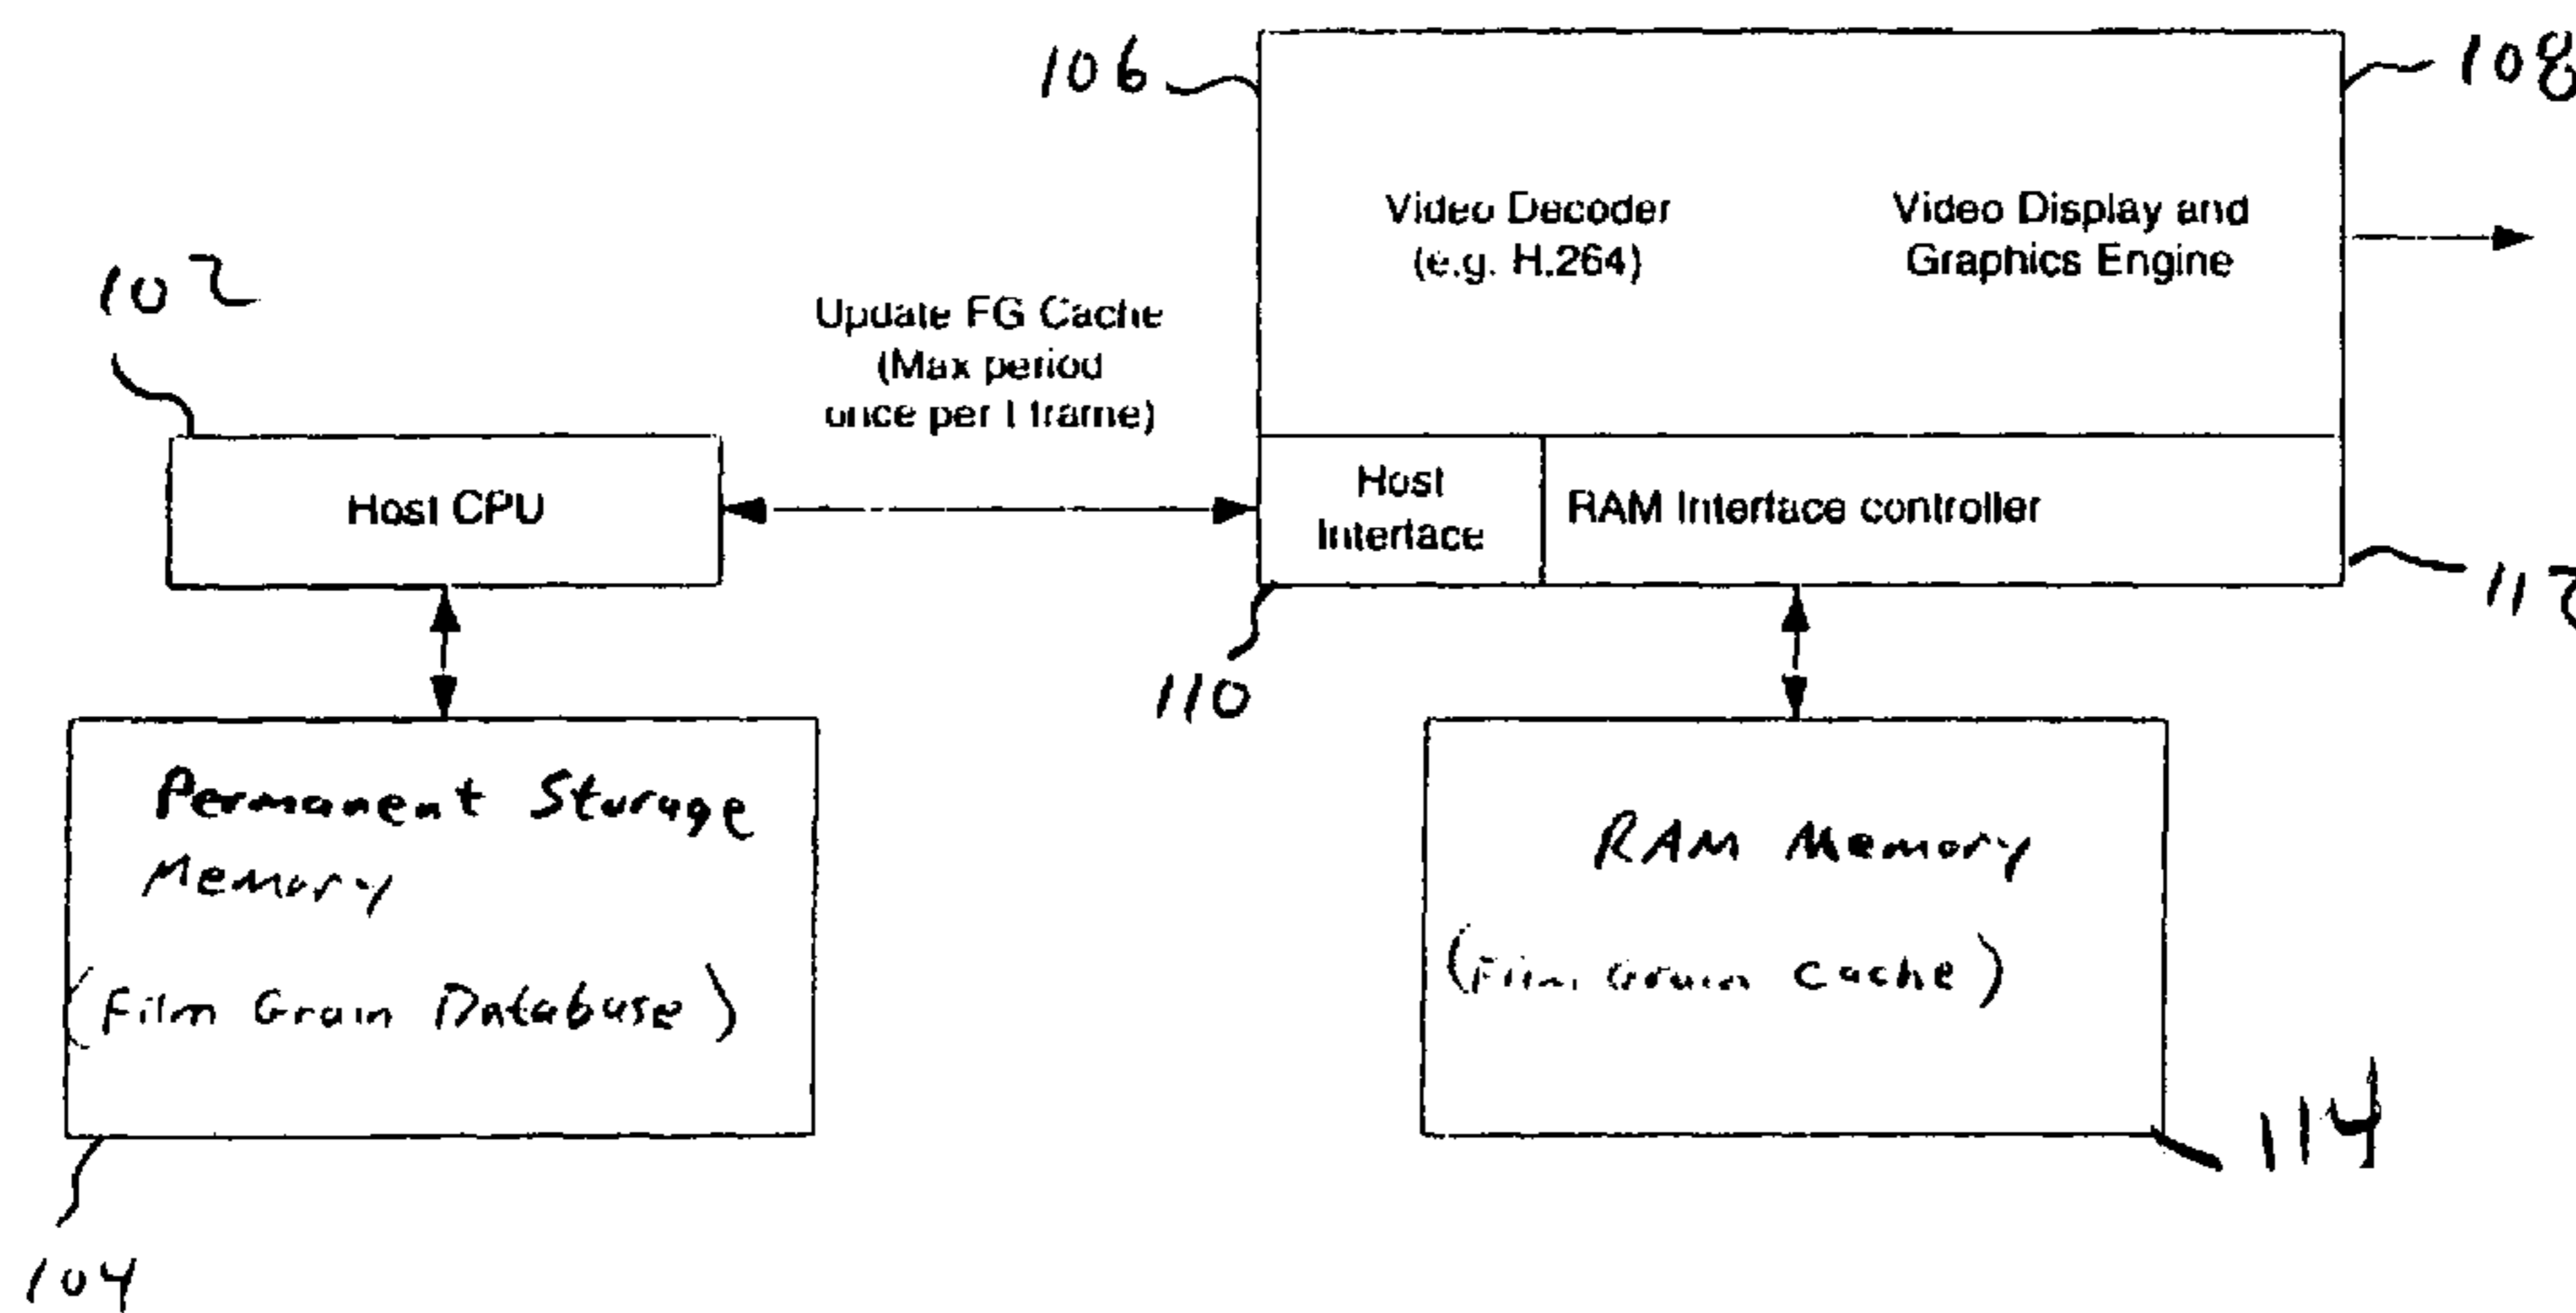 106
108
Video Decoder
(e.g. H.264)
Video Display and
Graphics Engine
102
Update FG Cache
(Max period
once per I frame)
Host CPU
Host
Interface
RAM Interface controller
112
110
Permanent Storage
Memory
(Film Grain Database)
RAM Memory
(Film Grain Cache)
114
104